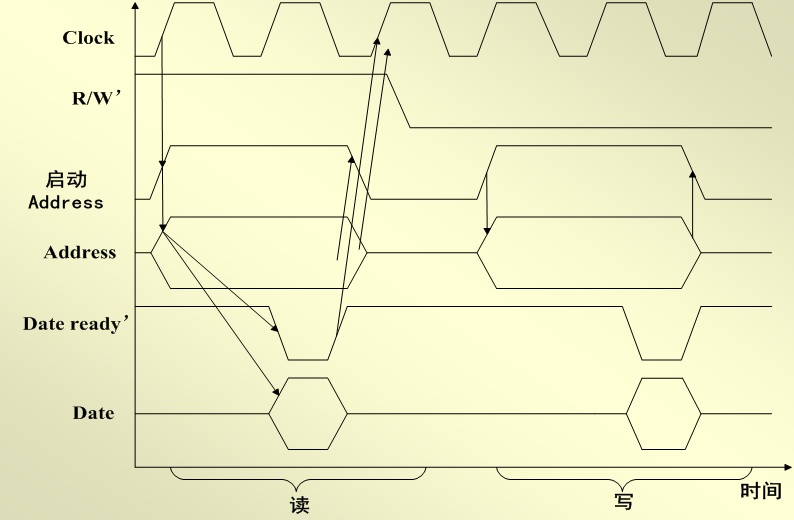 Clock
R/W’
启动
Address
Address
Date ready’
Date
读
写
时间